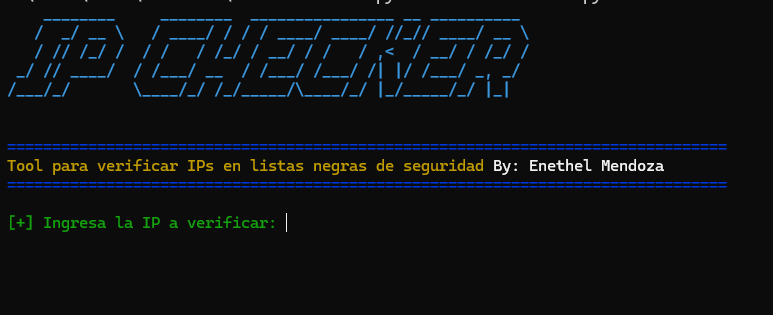 IP CHECKER
================================================================================
Tool para verificar IPs en listas negras de seguridad By: Enethel Mendoza
================================================================================
[+] Ingresa la IP a verificar: